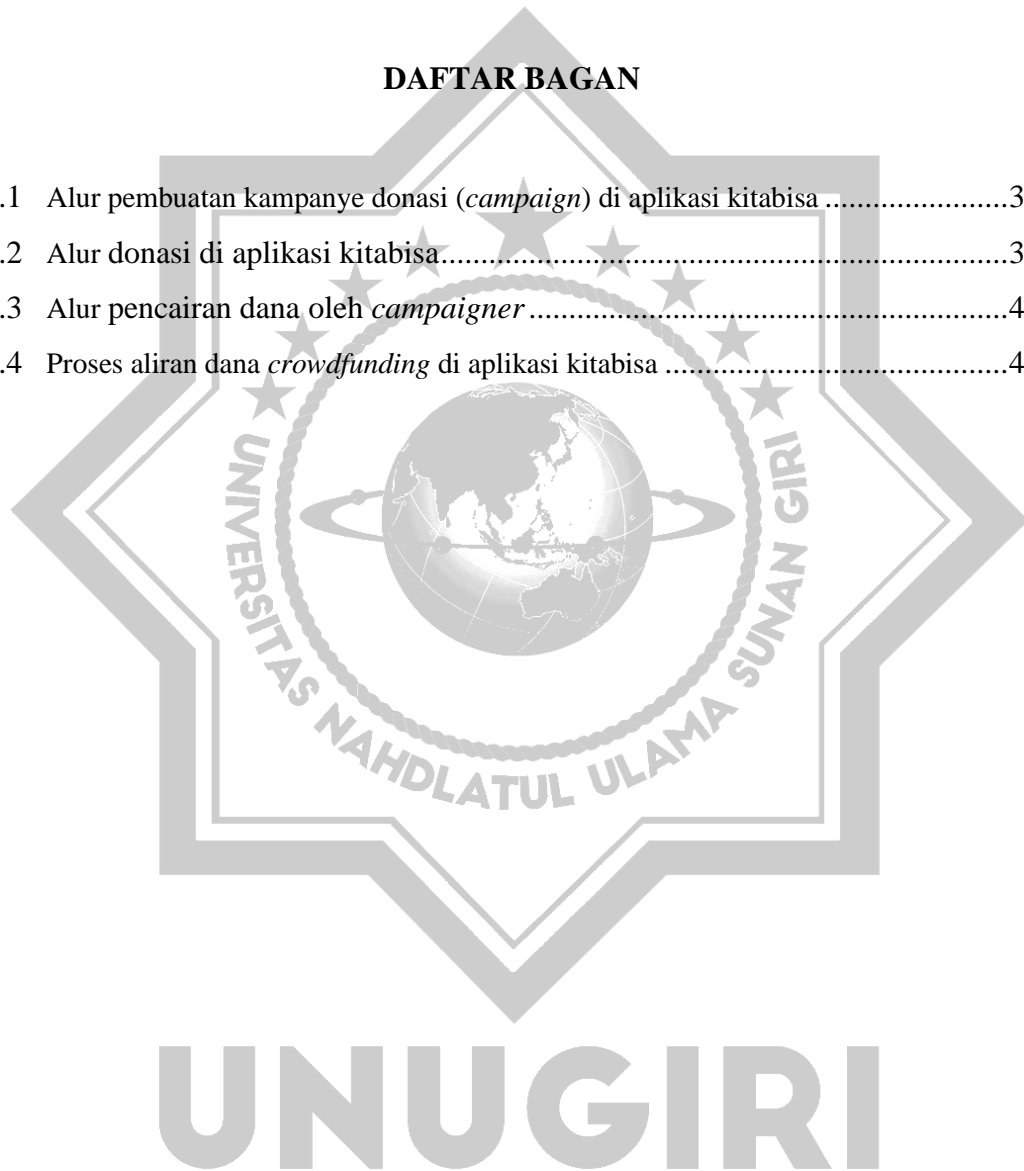 DAFTAR BAGAN
.1 Alur pembuatan kampanye donasi (campaign) di aplikasi kitabisa ........................3
.2 Alur donasi di aplikasi kitabisa..............................................................................3
.3 Alur pencairan dana oleh campaigner ..................................................................4
.4 Proses aliran dana crowdfunding di aplikasi kitabisa .............................................4
UNIVERSITAS NAHDLATUL ULAMA SUNAN GIRI
UNUGIRI